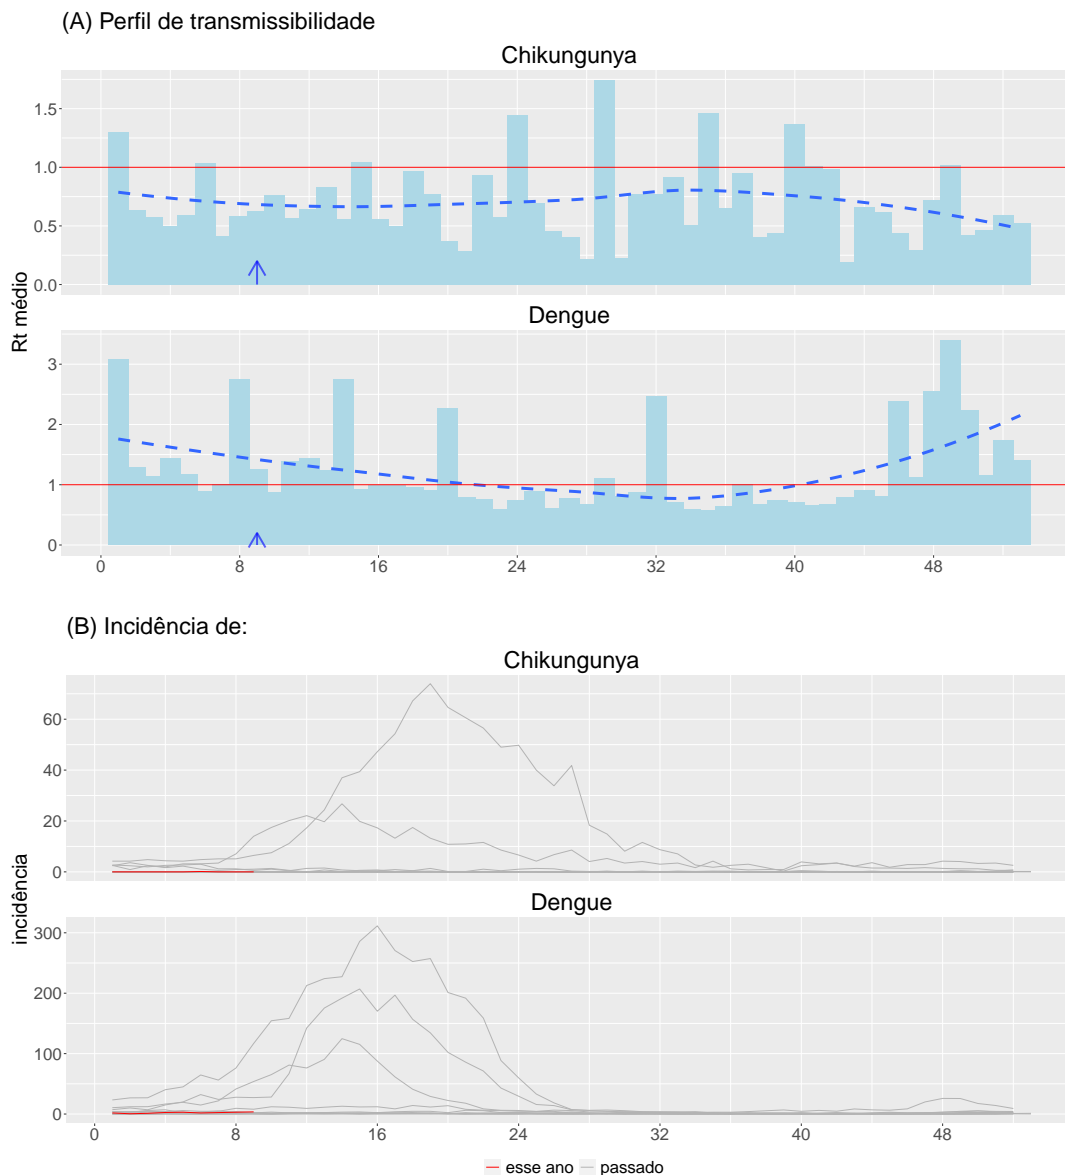 (A) Perfil de transmissibilidade
Chikungunya
1.5
1.0
0.5
0.0
Rt médio
Dengue
3
2
1
0
0 8 16 24 32 40 48
(B) Incidência de:
Chikungunya
60
40
20
0
incidência
Dengue
300
200
100
0
0 8 16 24 32 40 48
esse ano passado